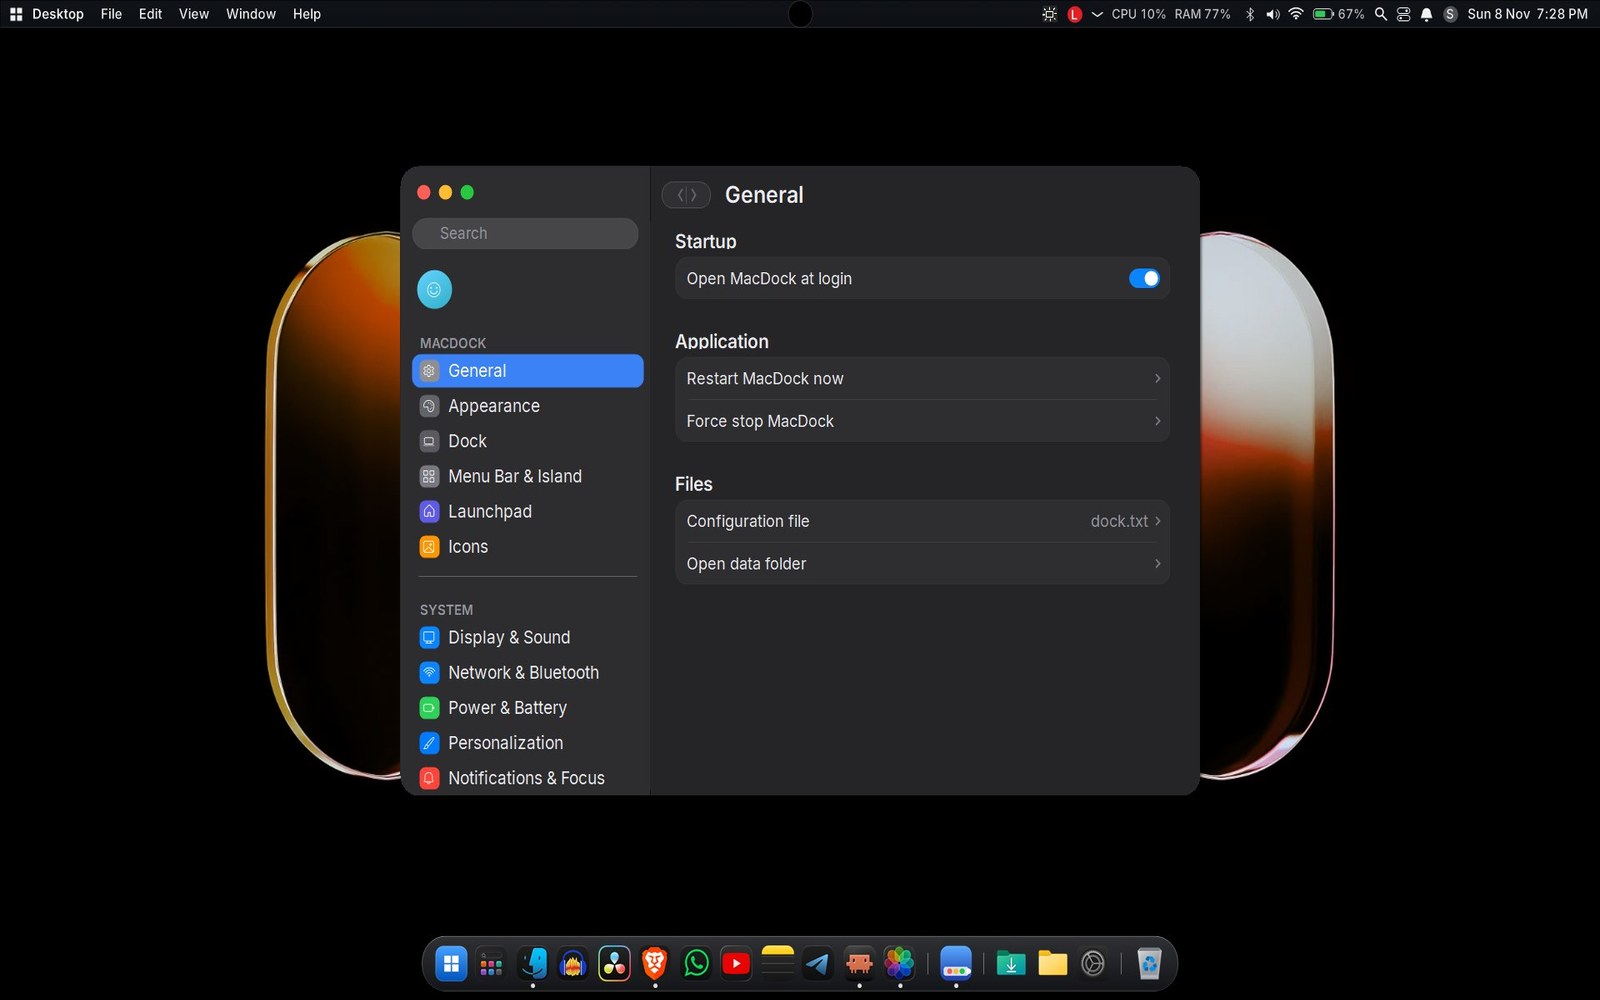 Desktop File Edit View Window Help
L CPU 10% RAM 77% 67% S Sun 8 Nov 7:28 PM
Search
MACDOCK
General
Appearance
Dock
Menu Bar & Island
Launchpad
Icons
SYSTEM
Display & Sound
Network & Bluetooth
Power & Battery
Personalization
Notifications & Focus
General
Startup
Open MacDock at login
Application
Restart MacDock now
Force stop MacDock
Files
Configuration file dock.txt
Open data folder